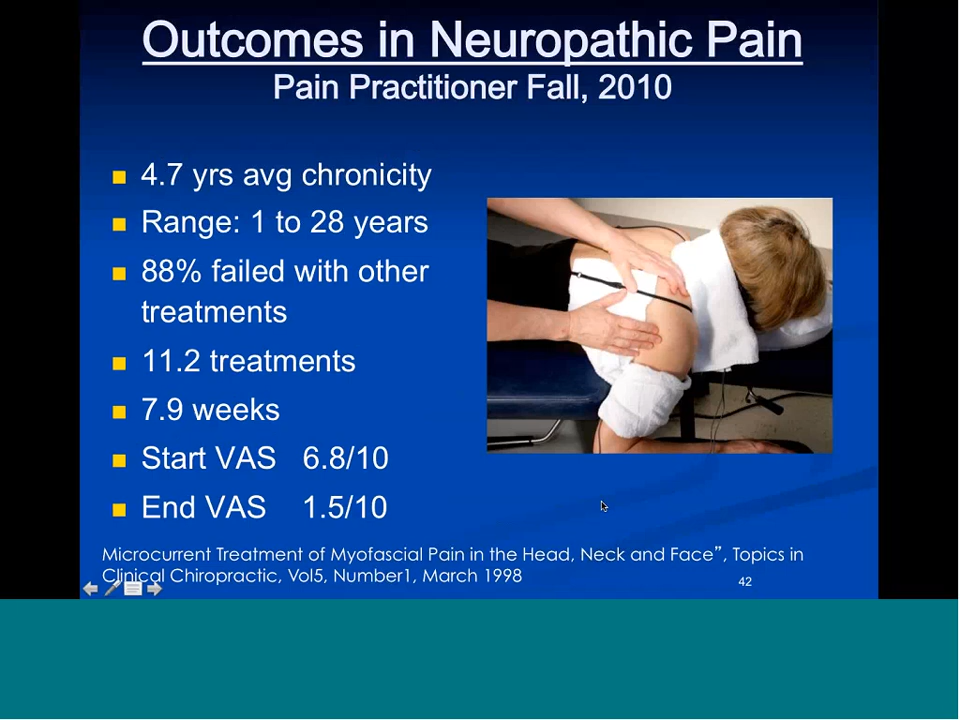 Outcomes in Neuropathic Pain
Pain Practitioner Fall, 2010
4.7 yrs avg chronicity
Range: 1 to 28 years
88% failed with other
treatments
11.2 treatments
7.9 weeks
Start VAS 6.8/10
End VAS 1.5/10
Microcurrent Treatment of Myofascial Pain in the Head, Neck and Face”, Topics in
Clinical Chiropractic, Vol5, Number1, March 1998
42